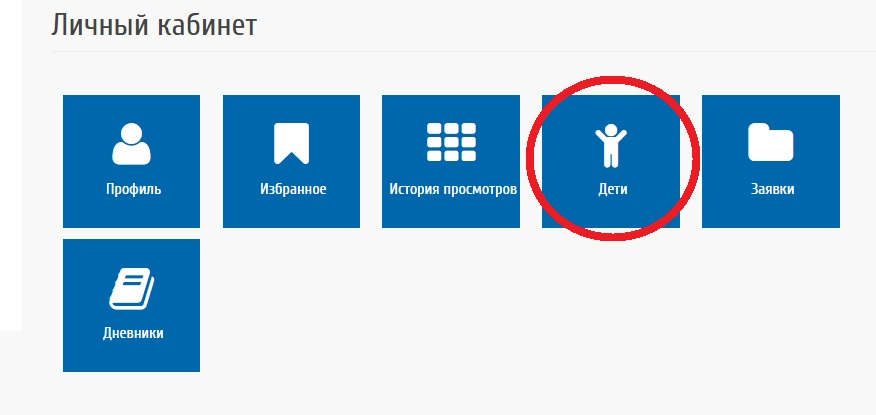 Личный кабинет
Профиль
Избранное
История просмотров
Дети
Заявки
Дневники